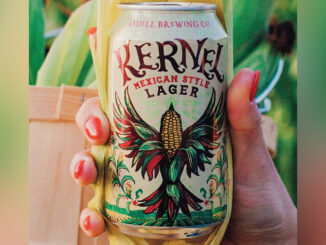 ODELL BREWING CO.
KERNEL
MEXICAN STYLE
LAGER